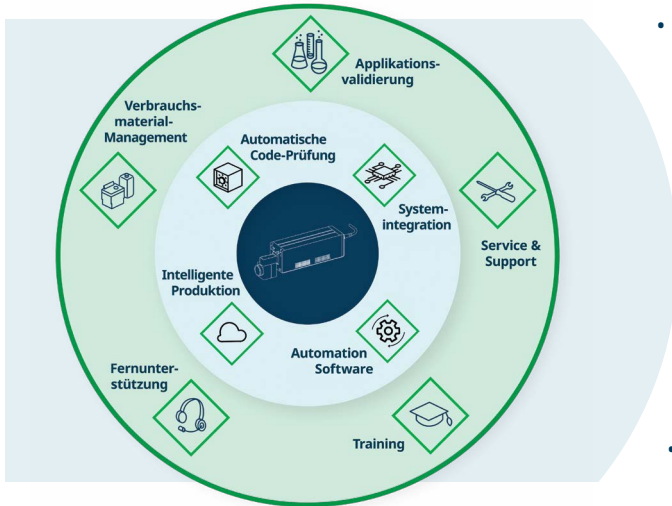 Applikations-
validierung
Verbrauchs-
material-
Management
Automatische
Code-Prüfung
System-
integration
Service &
Support
Intelligente
Produktion
Automation
Software
Fernunter-
stützung
Training